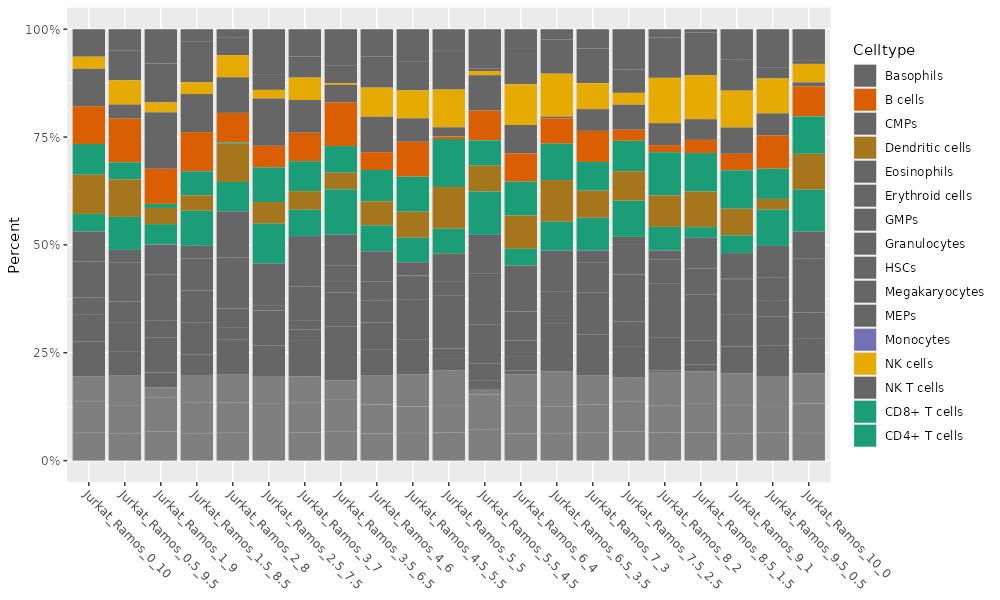 100%
75%
50%
25%
0%
Percent
Jurkat_Ramos_0_10
Jurkat_Ramos_0.5_9.5
Jurkat_Ramos_1_9
Jurkat_Ramos_1.5_8.5
Jurkat_Ramos_2_8
Jurkat_Ramos_2.5_7.5
Jurkat_Ramos_3_7
Jurkat_Ramos_3.5_6.5
Jurkat_Ramos_4_6
Jurkat_Ramos_4.5_5.5
Jurkat_Ramos_5_5
Jurkat_Ramos_5.5_4.5
Jurkat_Ramos_6_4
Jurkat_Ramos_6.5_3.5
Jurkat_Ramos_7_3
Jurkat_Ramos_7.5_2.5
Jurkat_Ramos_8_2
Jurkat_Ramos_8.5_1.5
Jurkat_Ramos_9_1
Jurkat_Ramos_9.5_0.5
Jurkat_Ramos_10_0
Celltype
Basophils
B cells
CMPs
Dendritic cells
Eosinophils
Erythroid cells
GMPs
Granulocytes
HSCs
Megakaryocytes
MEPs
Monocytes
NK cells
NK T cells
CD8+ T cells
CD4+ T cells